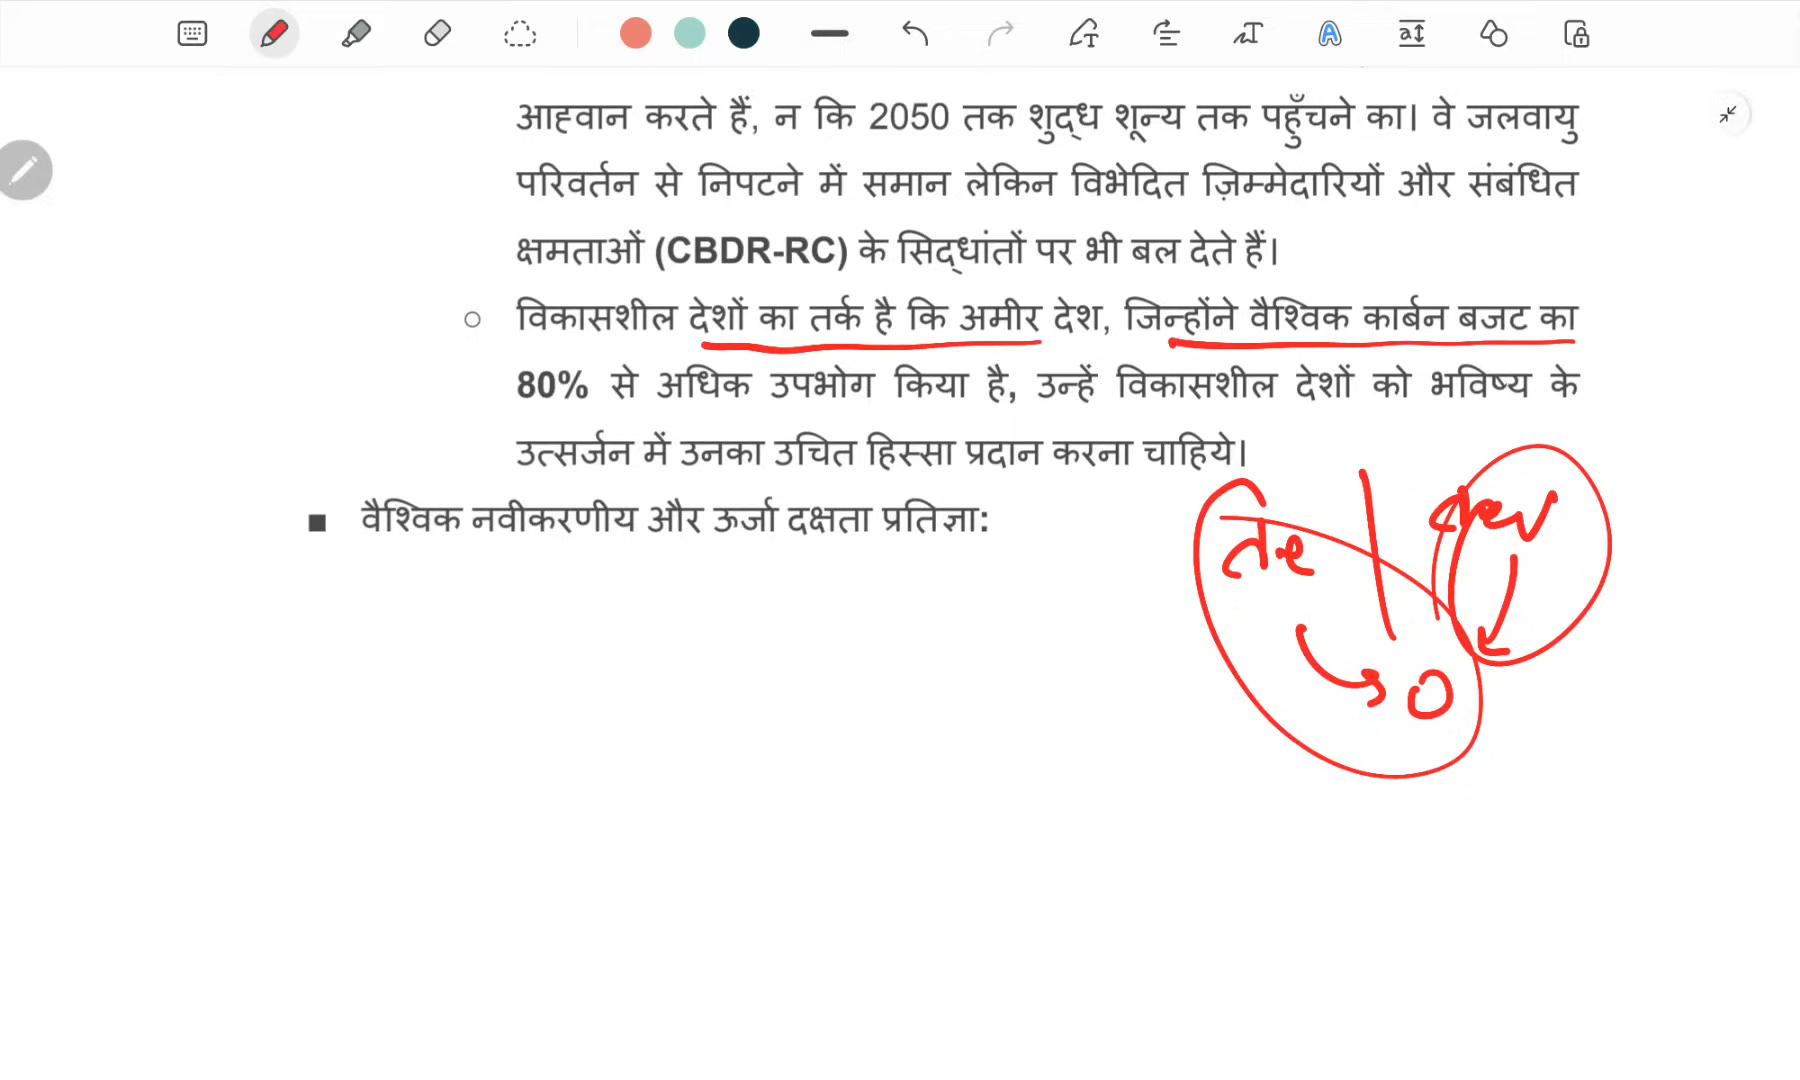 आह्वान करते हैं, न कि 2050 तक शुद्ध शून्य तक पहुँचने का। वे जलवायु
परिवर्तन से निपटने में समान लेकिन विभेदित ज़िम्मेदारियों और संबंधित
क्षमताओं (CBDR-RC) के सिद्धांतों पर भी बल देते हैं।
○ विकासशील देशों का तर्क है कि अमीर देश, जिन्होंने वैश्विक कार्बन बजट का
80% से अधिक उपभोग किया है, उन्हें विकासशील देशों को भविष्य के
उत्सर्जन में उनका उचित हिस्सा प्रदान करना चाहिये।
■ वैश्विक नवीकरणीय और ऊर्जा दक्षता प्रतिज्ञा:
0